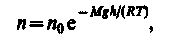 n = n₀ e^{-Mgh/(RT)},